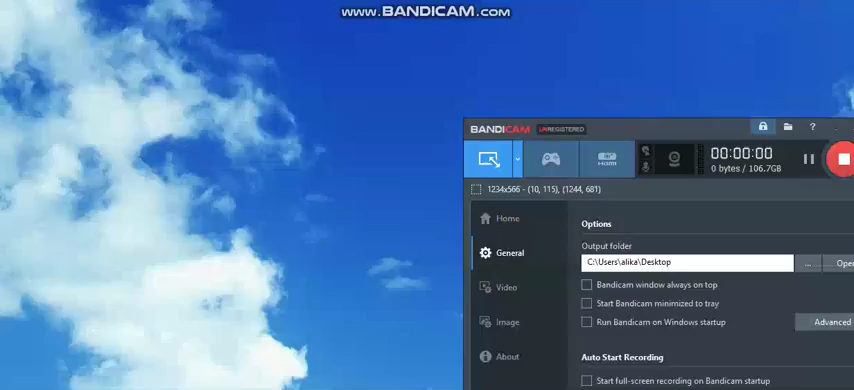 www.BANDICAM.com
BANDICAM UNREGISTERED
?
HDMI
00:00:00
0 bytes / 106.7GB
1234x566 - (10, 115), (1244, 681)
Home
General
Video
Image
About
Options
Output folder
C:\Users\alika\Desktop
...
Open
Bandicam window always on top
Start Bandicam minimized to tray
Run Bandicam on Windows startup
Advanced
Auto Start Recording
Start full-screen recording on Bandicam startup